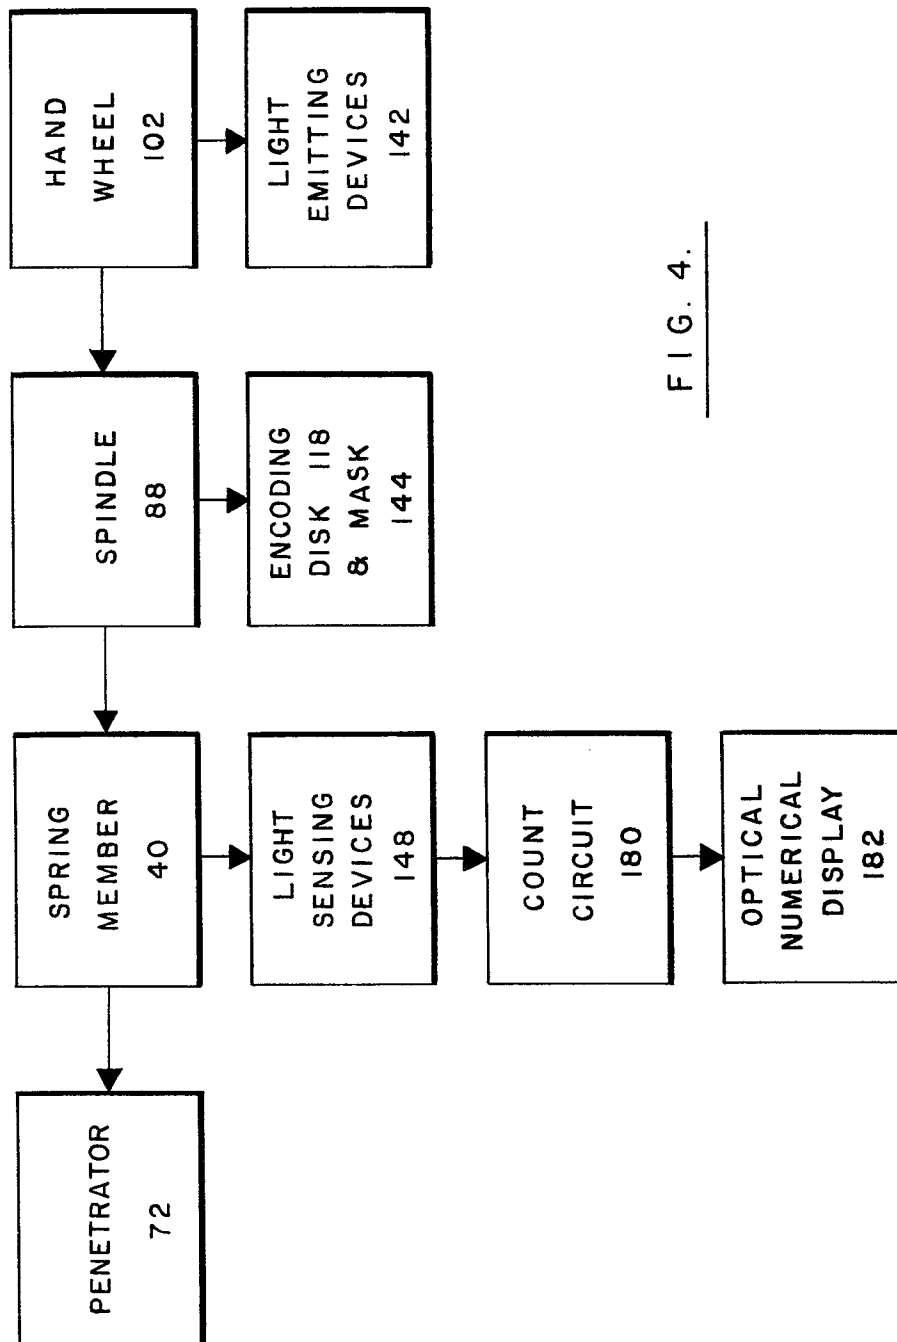 HAND
WHEEL
102
LIGHT
EMITTING
DEVICES
142
SPINDLE
88
ENCODING
DISK 118
& MASK
144
SPRING
MEMBER
40
LIGHT
SENSING
DEVICES
148
COUNT
CIRCUIT
180
OPTICAL
NUMERICAL
DISPLAY
182
PENETRATOR
72
FIG. 4.